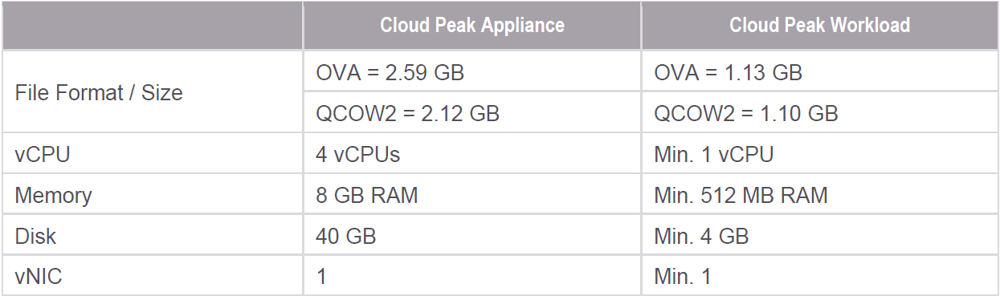 Cloud Peak Appliance Cloud Peak Workload
File Format / Size OVA = 2.59 GB OVA = 1.13 GB
QCOW2 = 2.12 GB QCOW2 = 1.10 GB
vCPU 4 vCPUs Min. 1 vCPU
Memory 8 GB RAM Min. 512 MB RAM
Disk 40 GB Min. 4 GB
vNIC 1 Min. 1